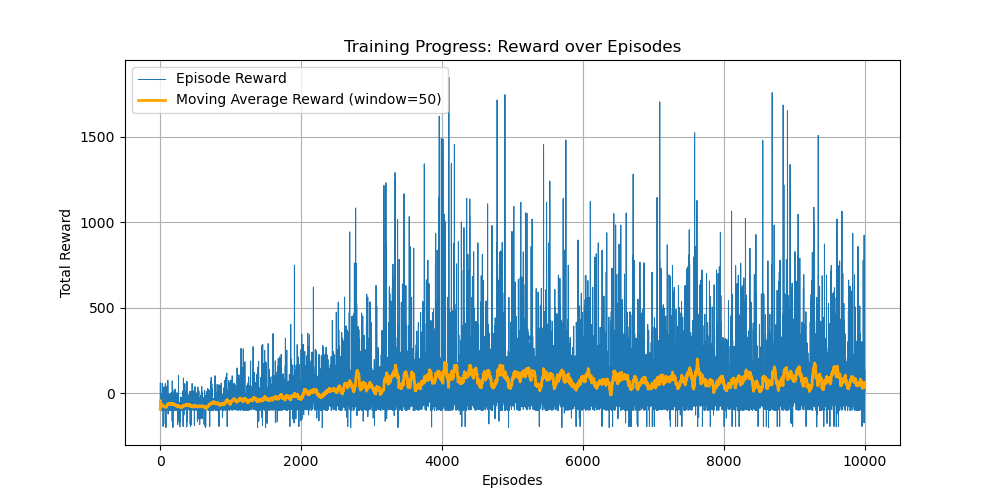 Training Progress: Reward over Episodes
Episode Reward
Moving Average Reward (window=50)
1500
1000
500
0
Total Reward
0 2000 4000 6000 8000 10000
Episodes